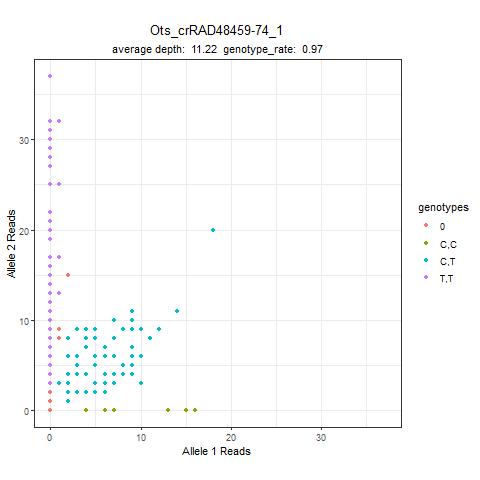 Ots_crRAD48459-74_1
average depth: 11.22 genotype_rate: 0.97
Allele 2 Reads
30
20
10
0
0 10 20 30
Allele 1 Reads
genotypes
0
C,C
C,T
T,T